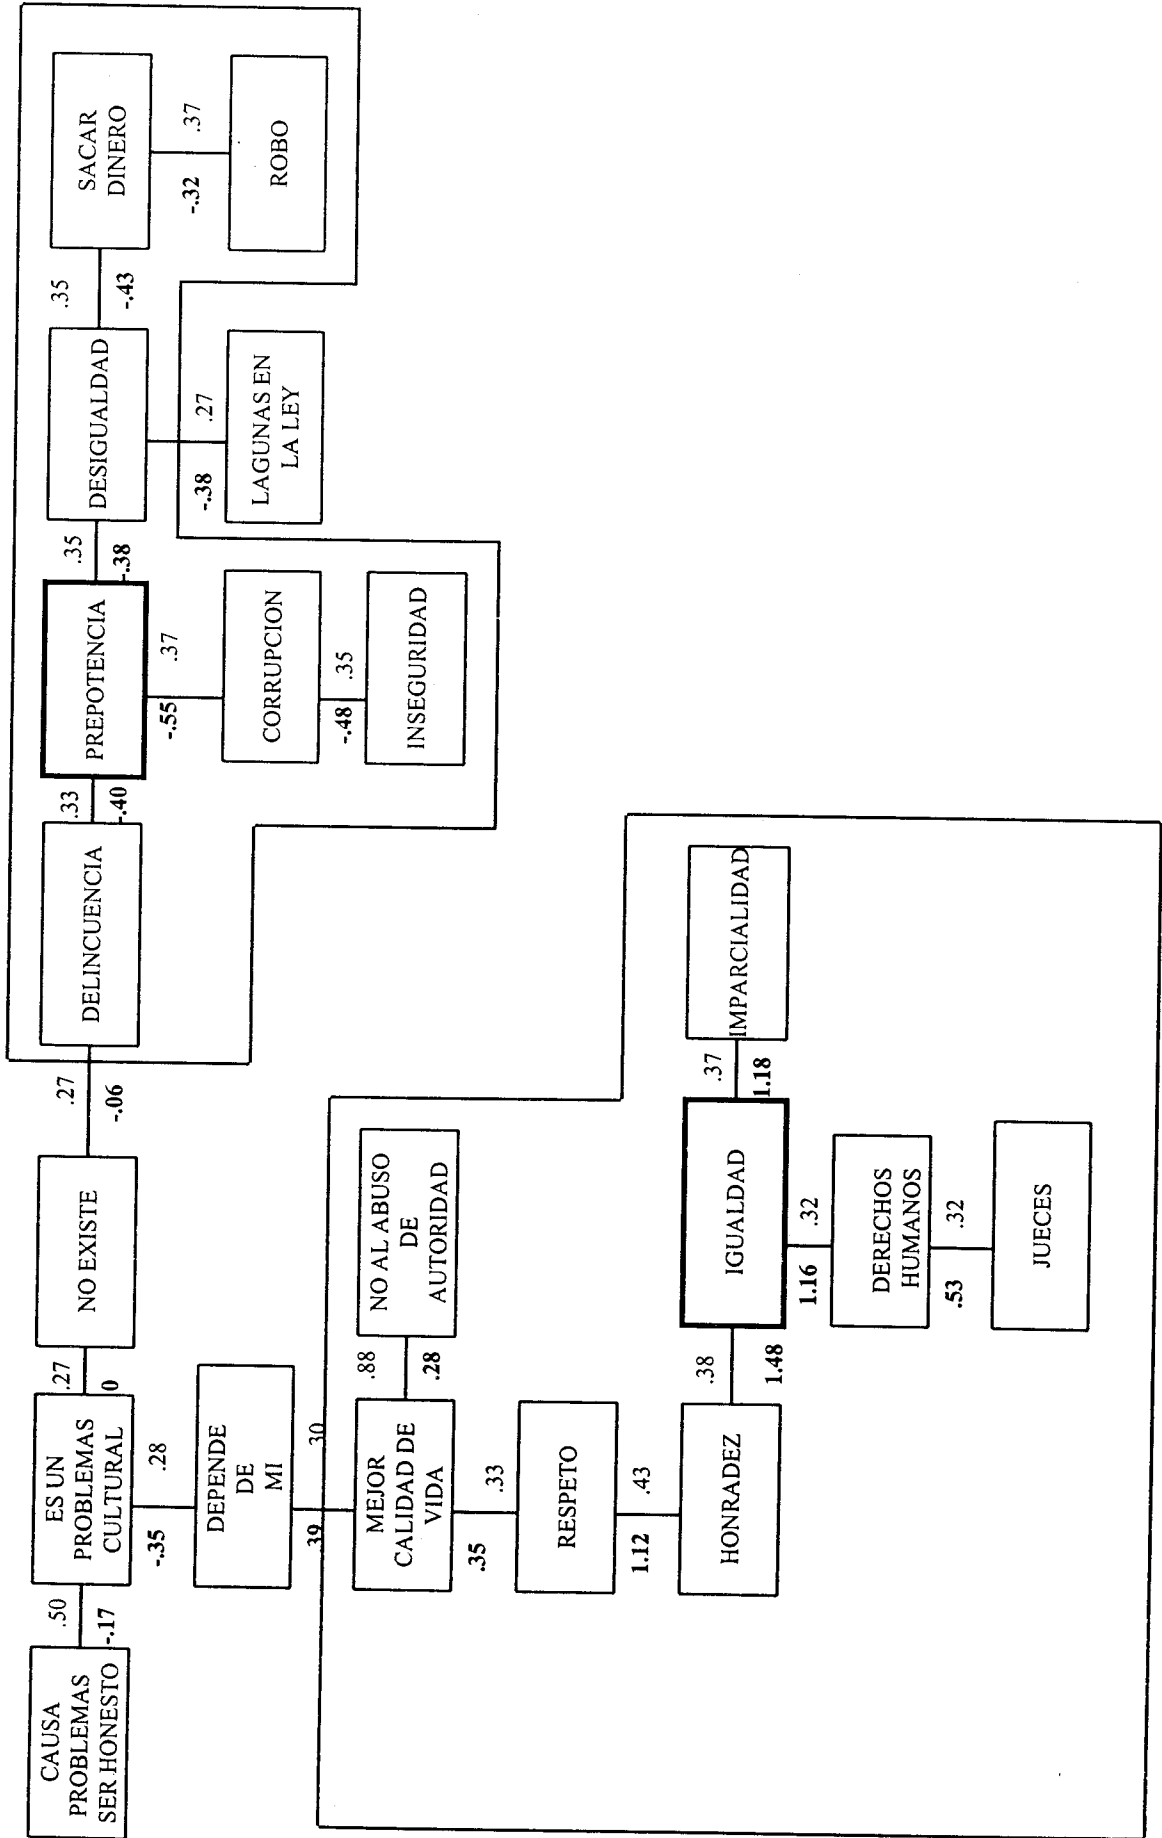 CAUSA
PROBLEMAS
SER HONESTO
.50
-.17
ES UN
PROBLEMAS
CULTURAL
.27
0
NO EXISTE
.27
-.06
DELINCUENCIA
.33
-.40
PREPOTENCIA
.35
-.38
DESIGUALDAD
.35
-.43
SACAR
DINERO
-.35
.28
DEPENDE
DE
MI
-.55
.37
CORRUPCION
-.48
.35
INSEGURIDAD
-.38
.27
LAGUNAS EN
LA LEY
-.32
.37
ROBO
.39
.30
MEJOR
CALIDAD DE
VIDA
.88
.28
NO AL ABUSO
DE
AUTORIDAD
.35
.33
RESPETO
1.12
.43
HONRADEZ
.38
1.48
IGUALDAD
.37
1.18
IMPARCIALIDAD
1.16
.32
DERECHOS
HUMANOS
.53
.32
JUECES